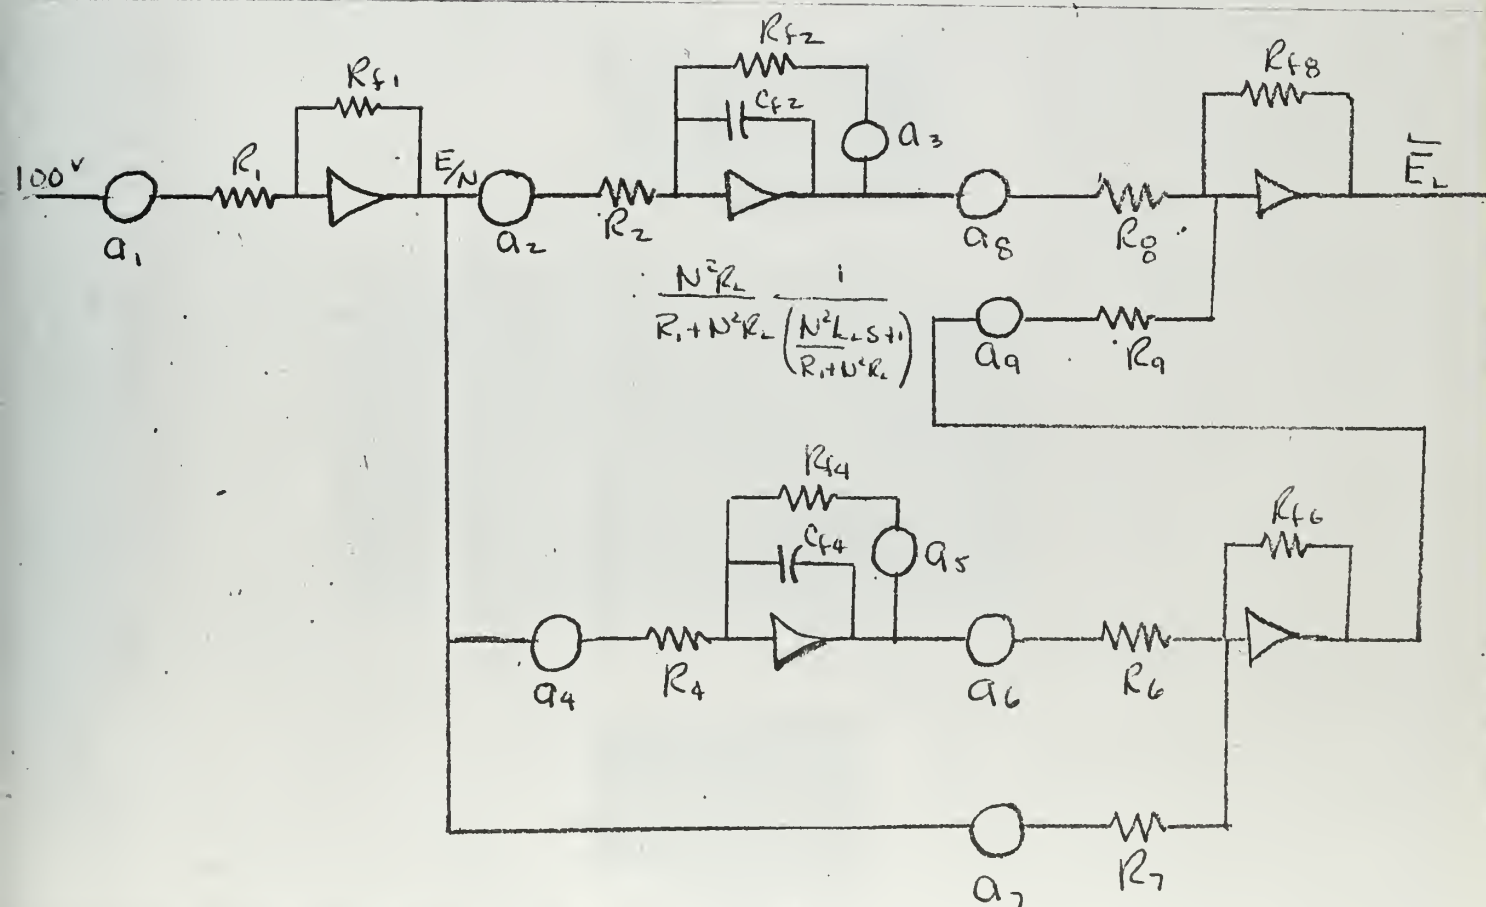 Rf2
Rf1
Cf2
Rf8
a3
100V
R1
E/N
EL
a1
a2
R2
a8
R8
N²RL / R1+N²RL 1 / (N²LLS+1 / R1+N²RL)
a9
R9
Rf4
Cf4
a5
Rf6
a4
R4
a6
R6
a7
R7